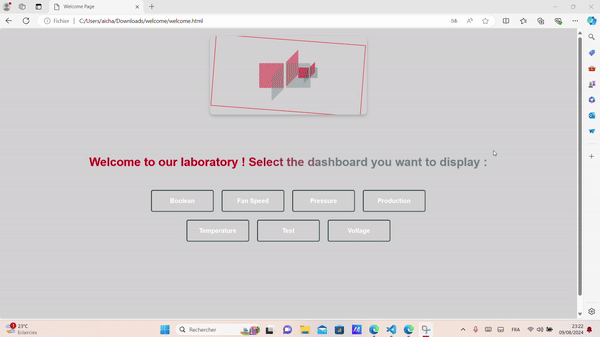 Welcome Page
Fichier C:/Users/aicha/Downloads/welcome/welcome.html
Welcome to our laboratory ! Select the dashboard you want to display :
Boolean Fan Speed Pressure Production
Temperature Test Voltage
23°C
Eclaircies
Rechercher
FRA
23:22
09/08/2024